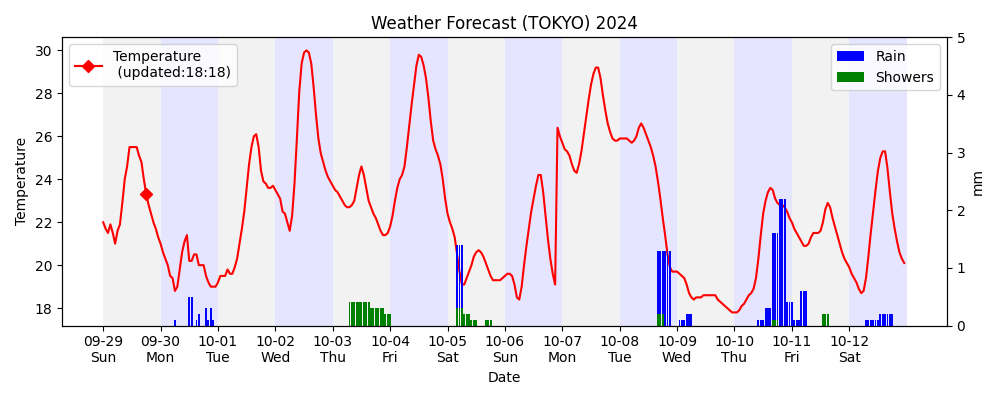 Weather Forecast (TOKYO) 2024
Temperature
(updated:18:18)
Rain
Showers
30
28
26
24
22
20
18
Temperature
5
4
3
2
1
0
mm
09-29 09-30 10-01 10-02 10-03 10-04 10-05 10-06 10-07 10-08 10-09 10-10 10-11 10-12
Sun Mon Tue Wed Thu Fri Sat Sun Mon Tue Wed Thu Fri Sat
Date